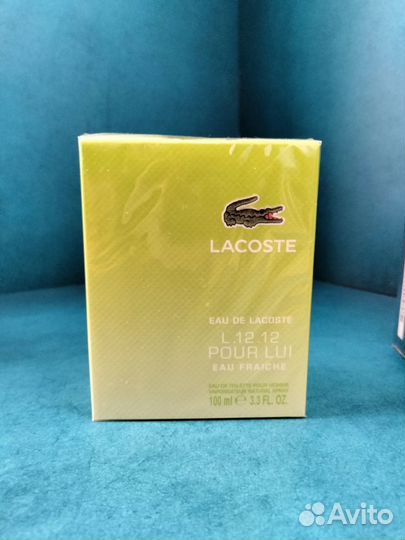 LACOSTE
EAU DE LACOSTE
L.12.12
POUR LUI
EAU FRAÎCHE
EAU DE TOILETTE POUR HOMME
VAPORISATEUR NATURAL SPRAY
100 ml ℮ 3.3 FL. OZ.
Avito